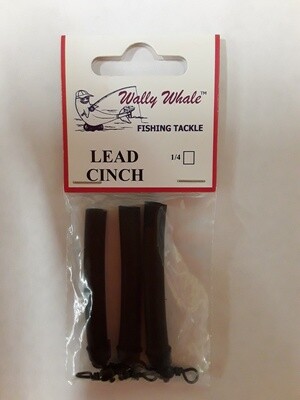 Wally Whale™
FISHING TACKLE
LEAD
CINCH
1/4